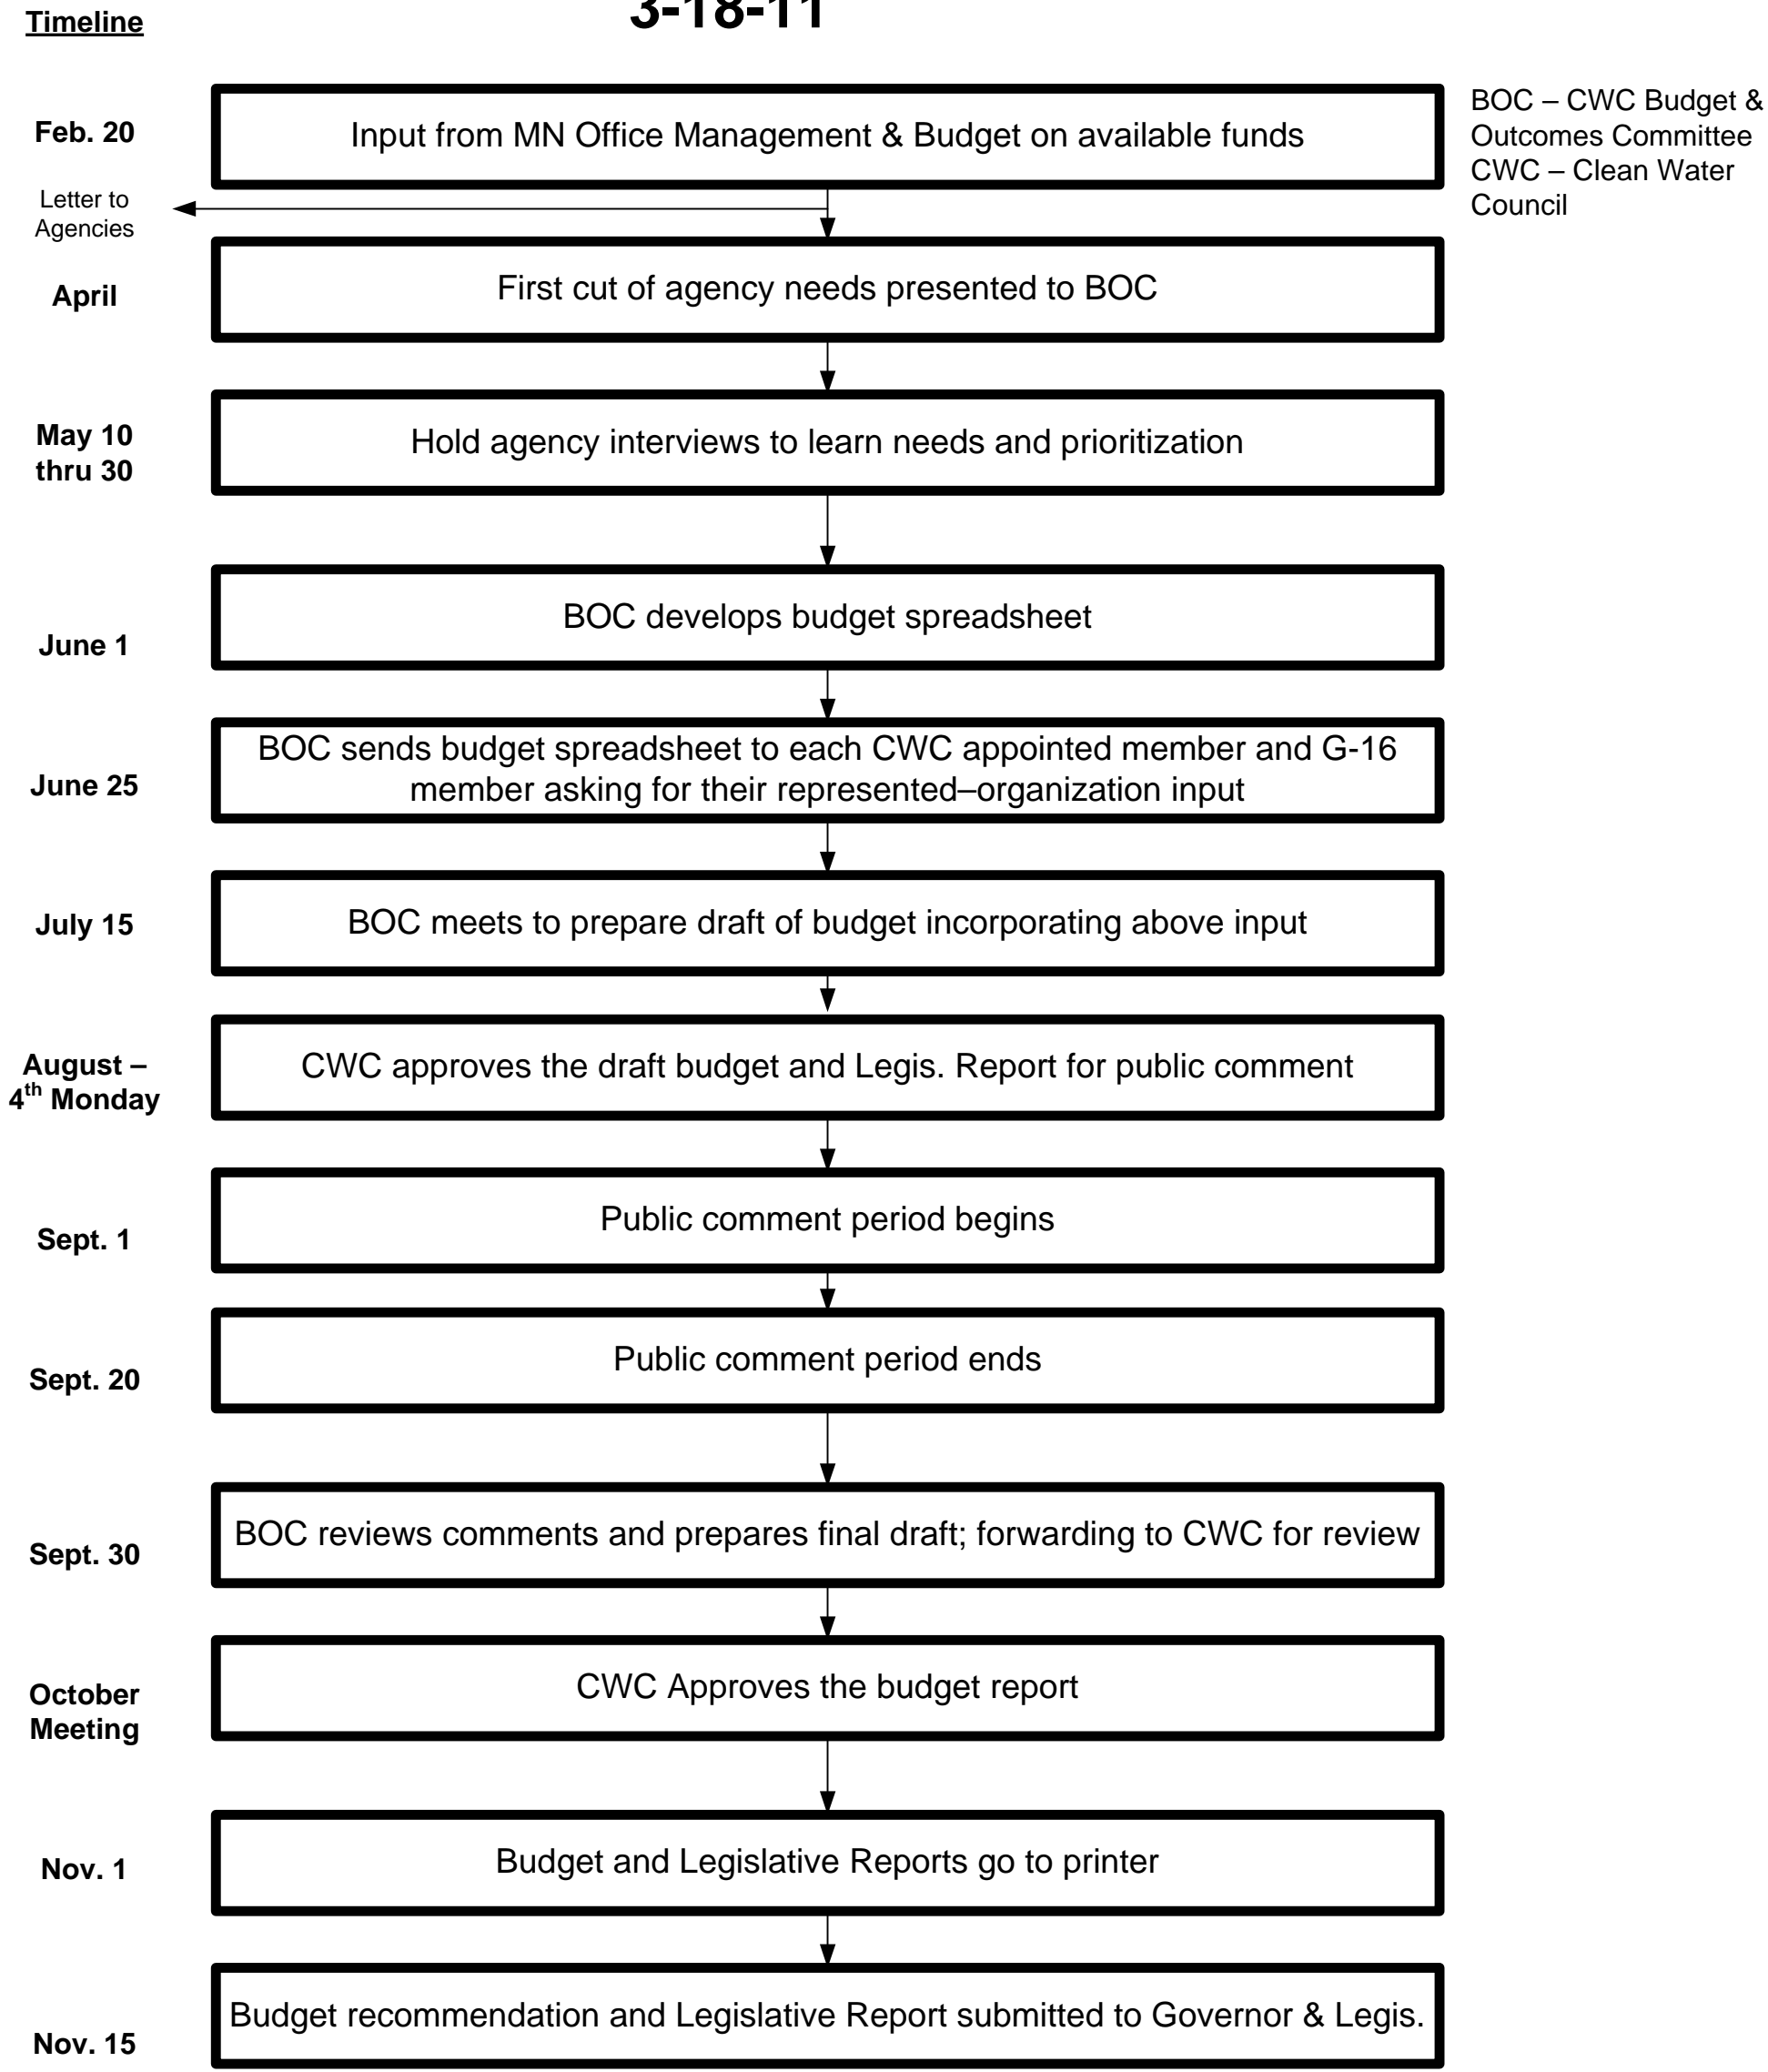 3-18-11
Timeline
Feb. 20
Input from MN Office Management & Budget on available funds
BOC – CWC Budget &
Outcomes Committee
CWC – Clean Water
Council
Letter to
Agencies
April
First cut of agency needs presented to BOC
May 10
thru 30
Hold agency interviews to learn needs and prioritization
June 1
BOC develops budget spreadsheet
June 25
BOC sends budget spreadsheet to each CWC appointed member and G-16
member asking for their represented–organization input
July 15
BOC meets to prepare draft of budget incorporating above input
August –
4th Monday
CWC approves the draft budget and Legis. Report for public comment
Sept. 1
Public comment period begins
Sept. 20
Public comment period ends
Sept. 30
BOC reviews comments and prepares final draft; forwarding to CWC for review
October
Meeting
CWC Approves the budget report
Nov. 1
Budget and Legislative Reports go to printer
Nov. 15
Budget recommendation and Legislative Report submitted to Governor & Legis.